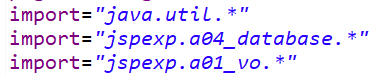 import="java.util.*"
import="jspexp.a04_database.*"
import="jspexp.a01_vo.*"